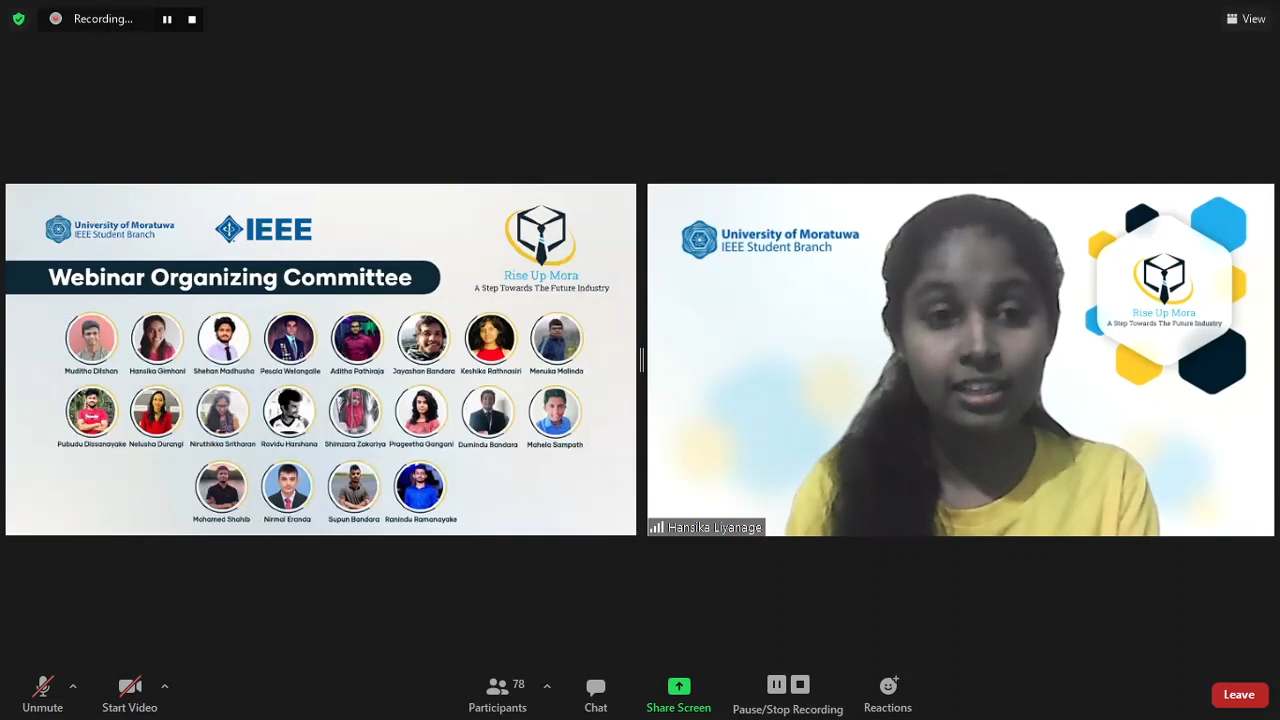 Recording...
View
University of Moratuwa
IEEE Student Branch
IEEE
Webinar Organizing Committee
Rise Up Mora
A Step Towards The Future Industry
Muditha Dilshan Hansika Gimhani Shehan Madhusha Pesala Welangalle Aditha Pathiraja Jayashan Bandara Keshika Rathnasiri Menuka Malinda
Pubudu Dissanayake Nelusha Durangi Niruthikka Sritharan Ravidu Harshana Shimzara Zakariya Prageetha Gangani Dumindu Bandara Mahela Sampath
Mohamed Shahib Nirmal Eranda Supun Bandara Ranindu Ramanayake
University of Moratuwa
IEEE Student Branch
Rise Up Mora
A Step Towards The Future Industry
Hansika Liyanage
Unmute
Start Video
78
Participants
Chat
Share Screen
Pause/Stop Recording
Reactions
Leave